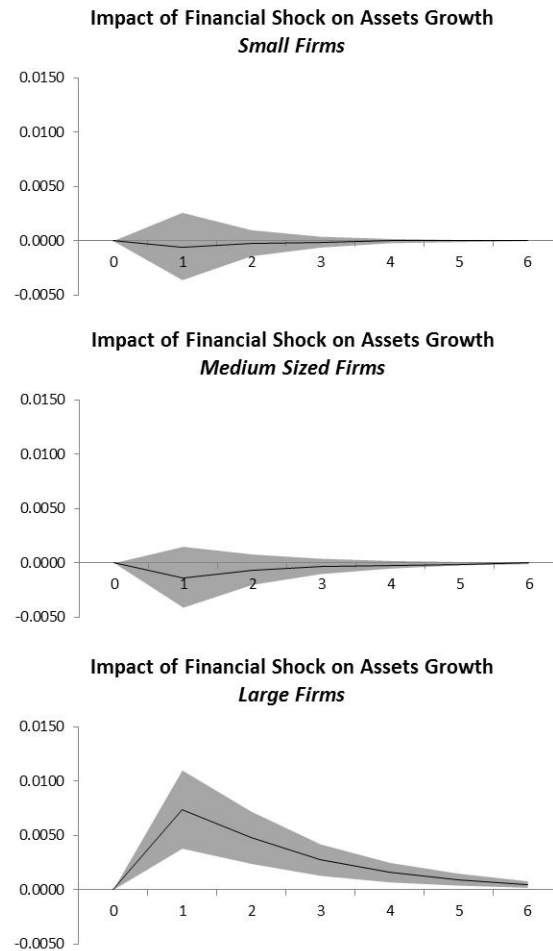 Impact of Financial Shock on Assets Growth
Small Firms
0.0150
0.0100
0.0050
0.0000
0 1 2 3 4 5 6
-0.0050
Impact of Financial Shock on Assets Growth
Medium Sized Firms
0.0150
0.0100
0.0050
0.0000
0 1 2 3 4 5 6
-0.0050
Impact of Financial Shock on Assets Growth
Large Firms
0.0150
0.0100
0.0050
0.0000
0 1 2 3 4 5 6
-0.0050